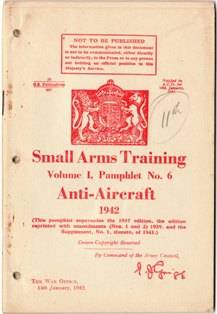 NOT TO BE PUBLISHED
The information given in this document
is not to be communicated, either directly
or indirectly, to the Press or to any person
not holding an official position in His
Majesty's Service.
11th
Small Arms Training
Volume I, Pamphlet No. 6
Anti-Aircraft
1942
(This pamphlet supersedes the 1937 edition, the edition
reprinted with amendments (Nos. 1 and 2) 1939, and
the Supplement, No. 1, thereto, of 1941.)
Crown Copyright Reserved
By Command of the Army Council,
THE WAR OFFICE,
14th January, 1942.